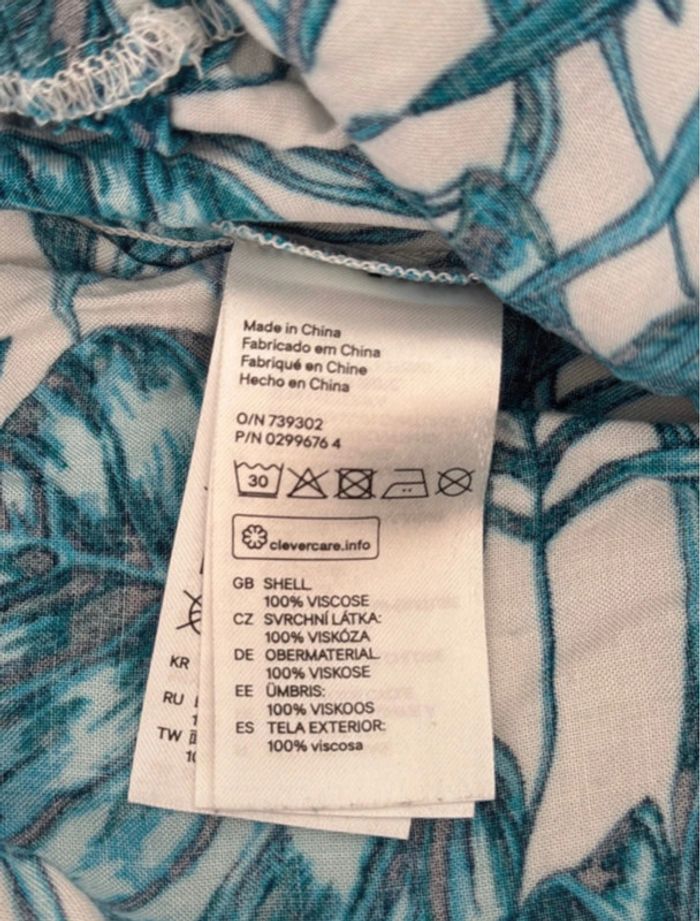 Made in China
Fabricado em China
Fabriqué en Chine
Hecho en China
O/N 739302
P/N 0299676 4
30
clevercare.info
GB SHELL
100% VISCOSE
CZ SVRCHNÍ LÁTKA:
100% VISKÓZA
DE OBERMATERIAL
100% VISKOSE
EE ÜMBRIS:
100% VISKOOS
ES TELA EXTERIOR:
100% viscosa
KR
RU
TW